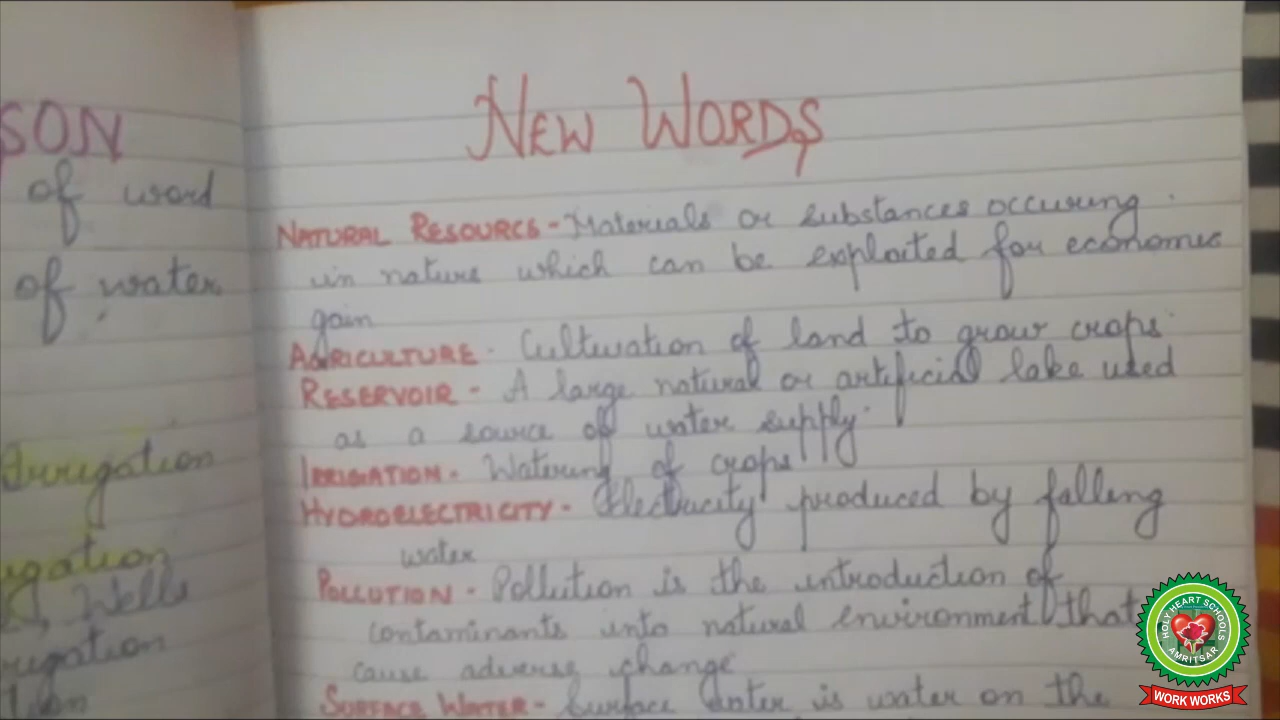 SON
of word
of water
Irrigation
igation
Wells
rigation
NEW WORDS
NATURAL RESOURCS - Materials or substances occuring
in nature which can be exploited for economic
gain
AGRICULTURE - Cultivation of land to grow crops
RESERVOIR - A large natural or artificial lake used
as a source of water supply.
IRRIGATION - Watering of crops
HYDROELECTRICITY - Electricity produced by falling
water
POLLUTION - Pollution is the introduction of
contaminants into natural environment that
cause adverse change
SURFACE WATER - Surface water is water on the
HOLY HEART SCHOOLS
AMRITSAR
WORK WORKS